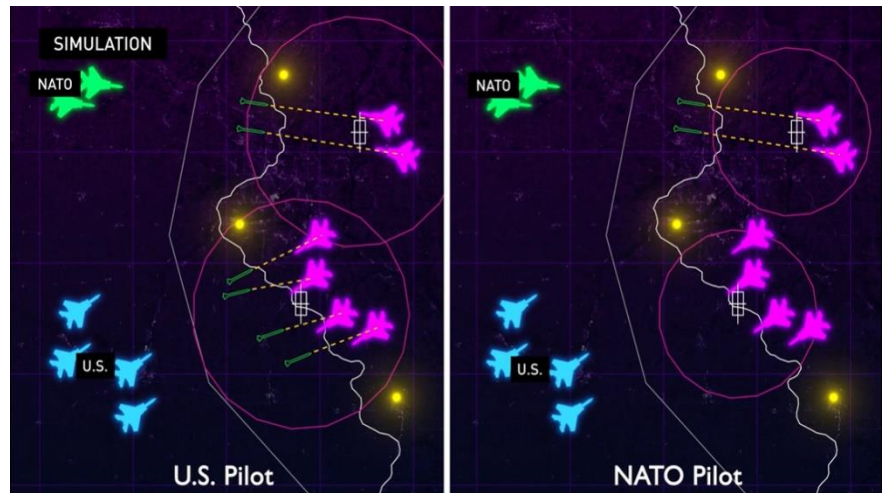 SIMULATION
NATO
U.S.
U.S. Pilot
NATO
U.S.
NATO Pilot